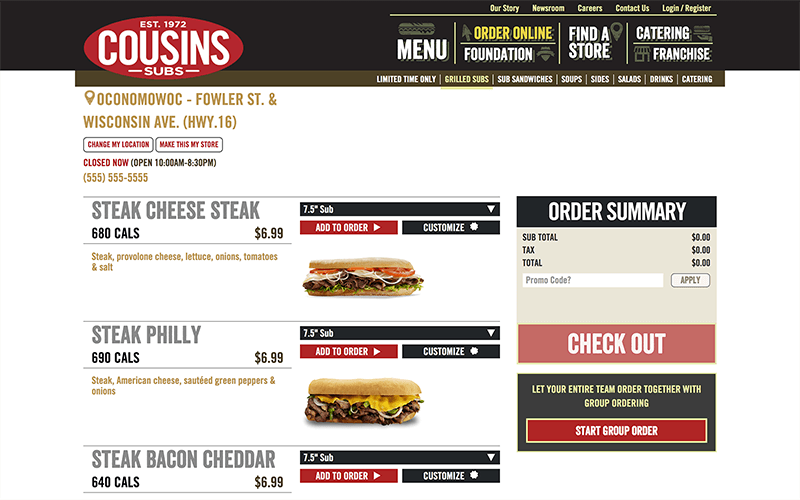 Our Story Newsroom Careers Contact Us Login / Register
EST. 1972
COUSINS
SUBS
MENU
ORDER ONLINE
FOUNDATION
FIND A
STORE
CATERING
FRANCHISE
LIMITED TIME ONLY GRILLED SUBS SUB SANDWICHES SOUPS SIDES SALADS DRINKS CATERING
OCONOMOWOC - FOWLER ST. &
WISCONSIN AVE. (HWY.16)
CHANGE MY LOCATION MAKE THIS MY STORE
CLOSED NOW (OPEN 10:00AM-8:30PM)
(555) 555-5555
STEAK CHEESE STEAK
680 CALS $6.99
Steak, provolone cheese, lettuce, onions, tomatoes
& salt
7.5" Sub
ADD TO ORDER CUSTOMIZE
STEAK PHILLY
690 CALS $6.99
Steak, American cheese, sautéed green peppers &
onions
7.5" Sub
ADD TO ORDER CUSTOMIZE
STEAK BACON CHEDDAR
640 CALS $6.99
7.5" Sub
ADD TO ORDER CUSTOMIZE
ORDER SUMMARY
SUB TOTAL $0.00
TAX $0.00
TOTAL $0.00
Promo Code? APPLY
CHECK OUT
LET YOUR ENTIRE TEAM ORDER TOGETHER WITH
GROUP ORDERING
START GROUP ORDER